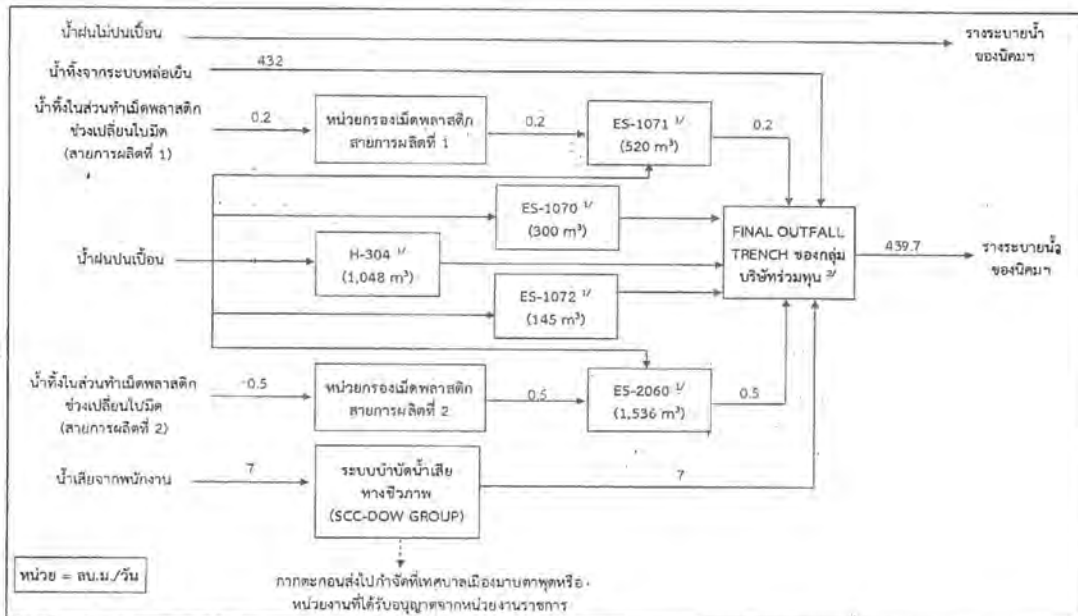 น้ำฝนไม่ปนเปื้อน
รางระบายน้ำ
ของนิคมฯ
น้ำทิ้งจากระบบหล่อเย็น
432
น้ำทิ้งในส่วนทำเม็ดพลาสติก
ช่วงเปลี่ยนใบมีด
(สายการผลิตที่ 1)
0.2
หน่วยกรองเม็ดพลาสติก
สายการผลิตที่ 1
0.2
ES-1071 1/
(520 m³)
0.2
ES-1070 1/
(300 m³)
น้ำฝนปนเปื้อน
H-304 1/
(1,048 m³)
ES-1072 1/
(145 m³)
FINAL OUTFALL
TRENCH ของกลุ่ม
บริษัทร่วมทุน 3/
439.7
รางระบายน้ำ
ของนิคมฯ
น้ำทิ้งในส่วนทำเม็ดพลาสติก
ช่วงเปลี่ยนใบมีด
(สายการผลิตที่ 2)
0.5
หน่วยกรองเม็ดพลาสติก
สายการผลิตที่ 2
0.5
ES-2060 1/
(1,536 m³)
0.5
น้ำเสียจากพนักงาน
7
ระบบบำบัดน้ำเสีย
ทางชีวภาพ
(SCC-DOW GROUP)
7
หน่วย = ลบ.ม./วัน
กากตะกอนส่งไปกำจัดที่เทศบาลเมืองมาบตาพุดหรือ
หน่วยงานที่ได้รับอนุญาตจากหน่วยงานราชการ